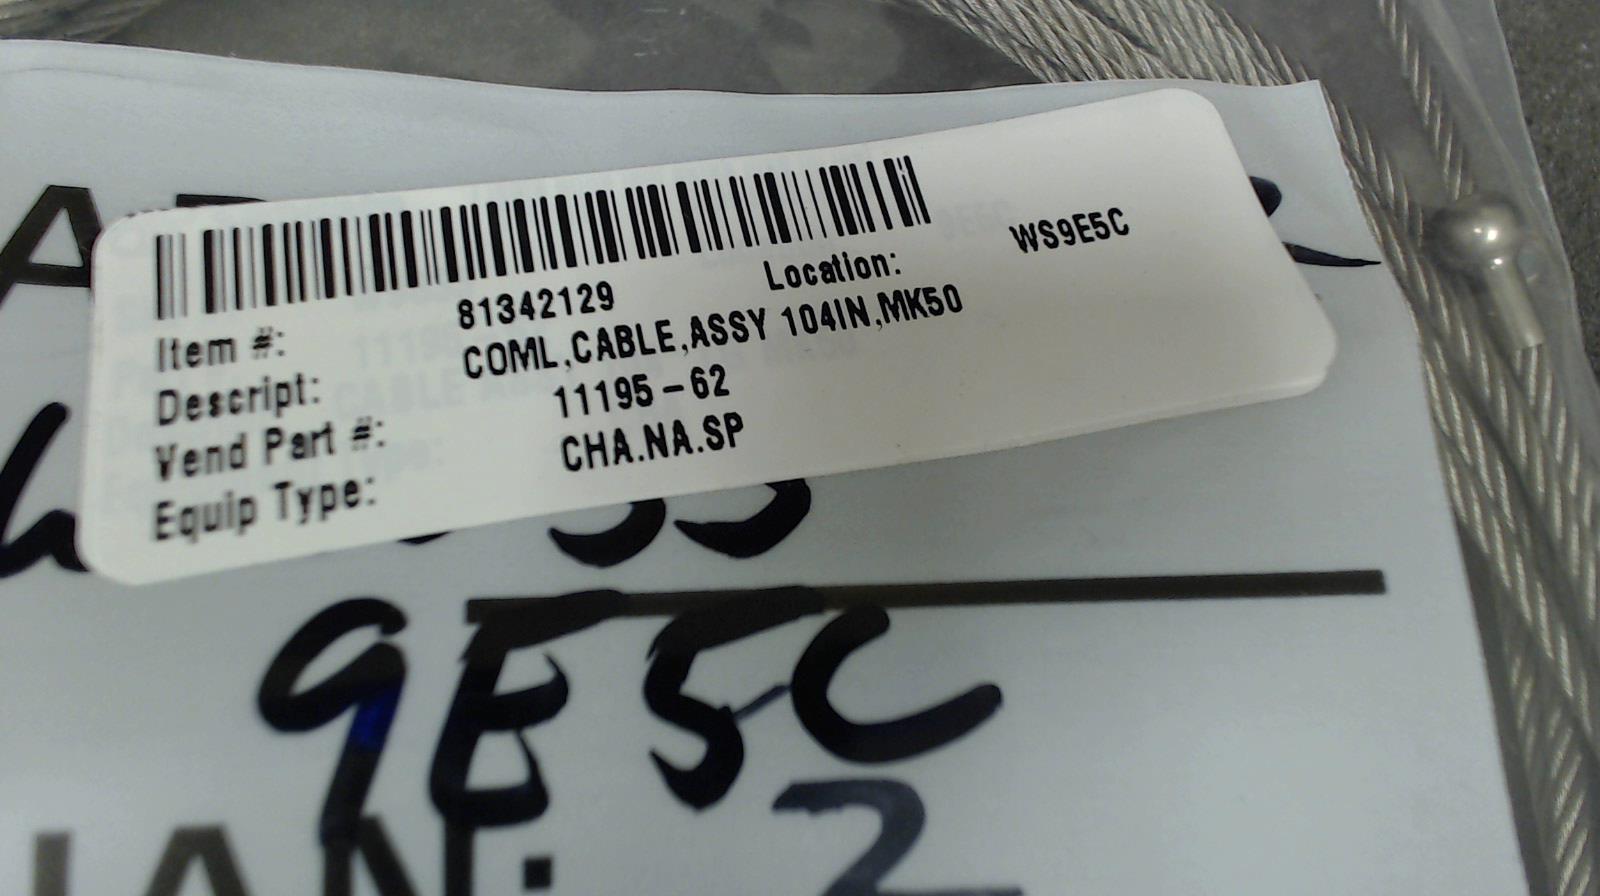 Item #: 81342129 Location: WS9E5C
Descript: COML,CABLE,ASSY 104IN,MK50
Vend Part #: 11195-62
Equip Type: CHA.NA.SP
9E5C
2